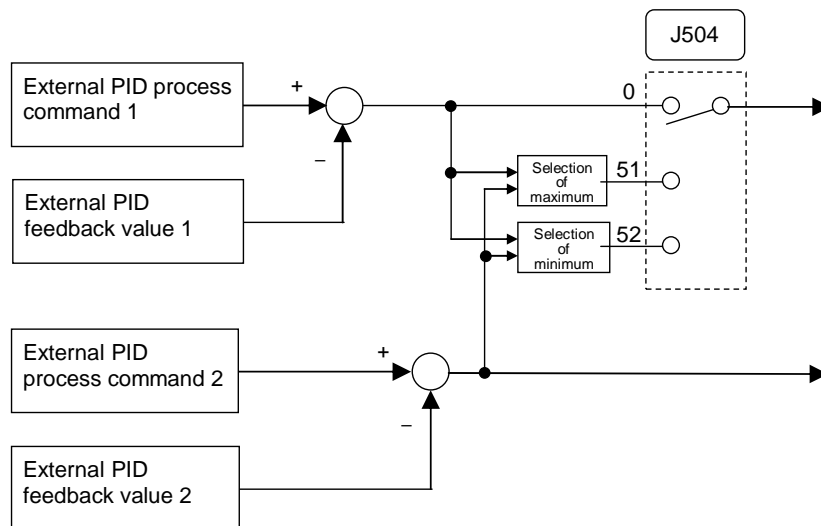 J504
External PID process
command 1
+
−
0
External PID
feedback value 1
Selection
of
maximum
51
Selection
of
minimum
52
External PID
process command 2
+
−
External PID
feedback value 2